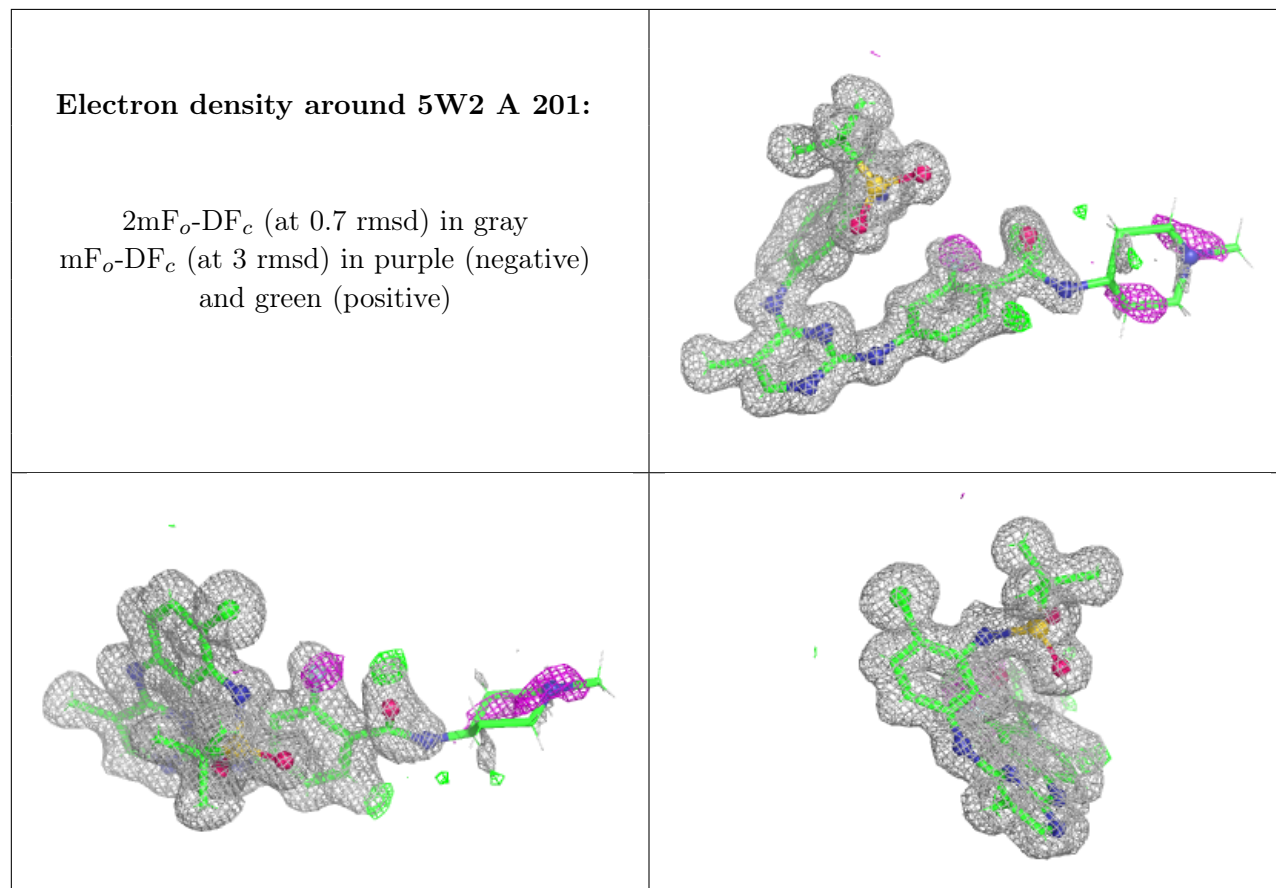 Electron density around 5W2 A 201:
2mFo-DFc (at 0.7 rmsd) in gray
mFo-DFc (at 3 rmsd) in purple (negative)
and green (positive)